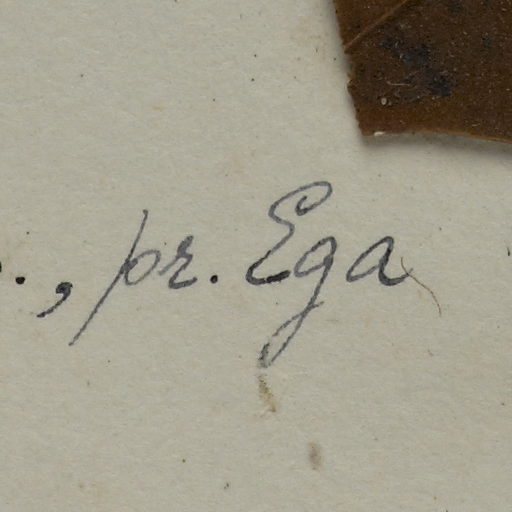 ., pr. Ega